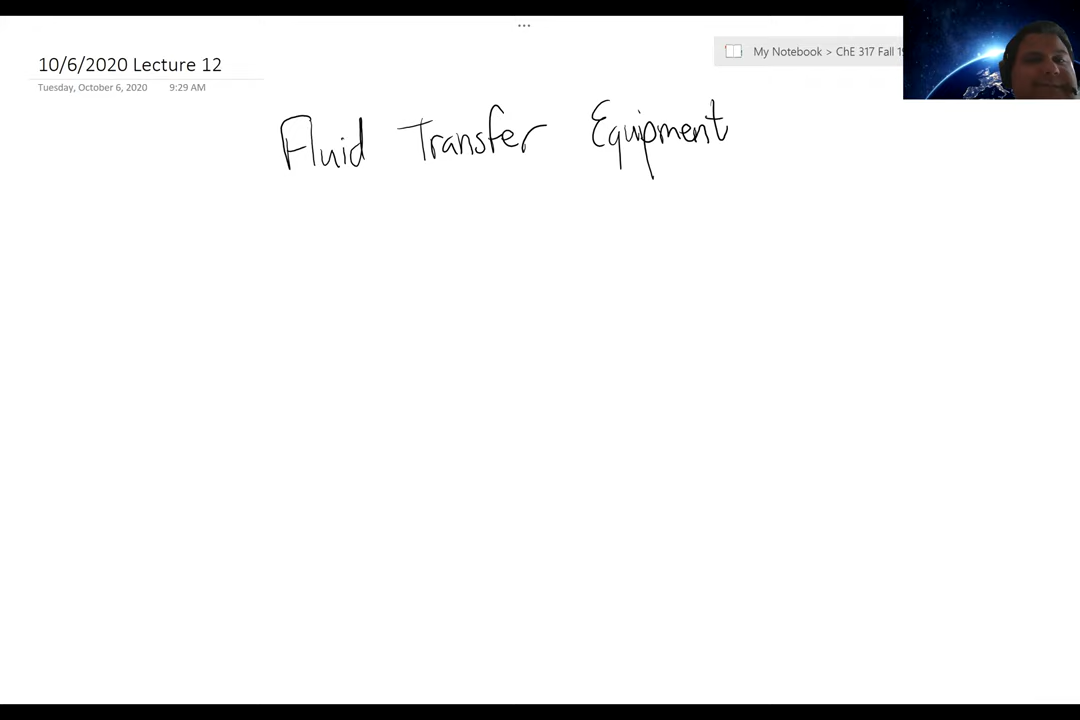 10/6/2020 Lecture 12
My Notebook > ChE 317 Fall
Tuesday, October 6, 2020 9:29 AM
Fluid Transfer Equipment